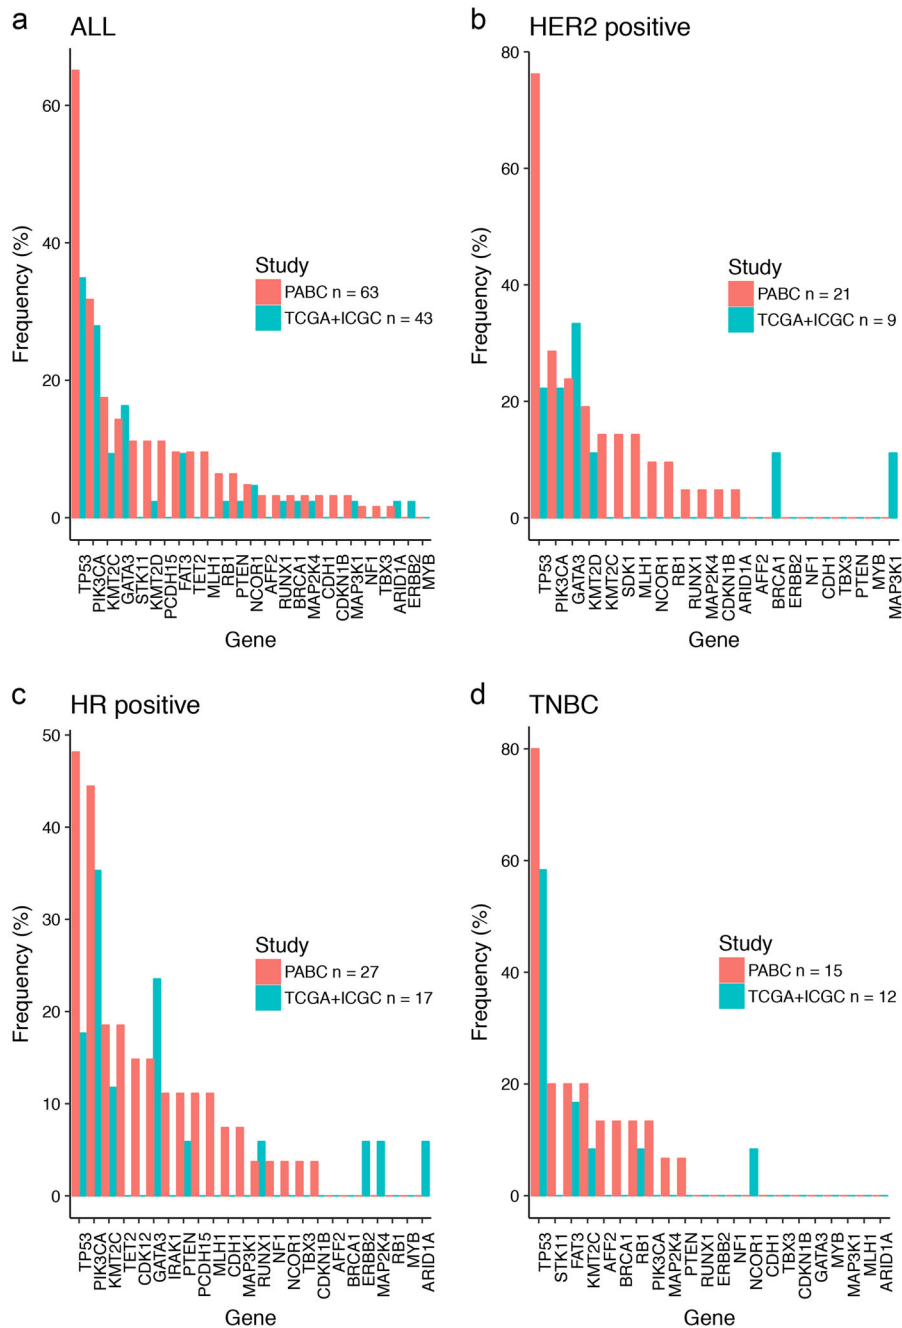 a
ALL
Frequency (%)
60
40
20
0
Study
PABC n = 63
TCGA+ICGC n = 43
TP53
PIK3CA
KMT2C
GATA3
STK11
KMT2D
PCDH15
FAT3
TET2
MLH1
RB1
PTEN
NCOR1
AFF2
RUNX1
BRCA1
MAP2K4
CDH1
CDKN1B
MAP3K1
NF1
TBX3
ARID1A
ERBB2
MYB
Gene
b
HER2 positive
Frequency (%)
80
60
40
20
0
Study
PABC n = 21
TCGA+ICGC n = 9
TP53
PIK3CA
GATA3
KMT2D
KMT2C
SDK1
MLH1
NCOR1
RB1
RUNX1
MAP2K4
CDKN1B
ARID1A
AFF2
BRCA1
ERBB2
NF1
CDH1
TBX3
PTEN
MYB
MAP3K1
Gene
c
HR positive
Frequency (%)
50
40
30
20
10
0
Study
PABC n = 27
TCGA+ICGC n = 17
TP53
PIK3CA
KMT2C
TET2
CDK12
GATA3
IRAK1
PTEN
PCDH15
MLH1
CDH1
MAP3K1
RUNX1
NF1
NCOR1
TBX3
CDKN1B
AFF2
BRCA1
ERBB2
MAP2K4
RB1
MYB
ARID1A
Gene
d
TNBC
Frequency (%)
80
60
40
20
0
Study
PABC n = 15
TCGA+ICGC n = 12
TP53
STK11
FAT3
KMT2C
AFF2
BRCA1
RB1
PIK3CA
MAP2K4
PTEN
RUNX1
ERBB2
NF1
NCOR1
CDH1
TBX3
CDKN1B
GATA3
MYB
MAP3K1
MLH1
ARID1A
Gene